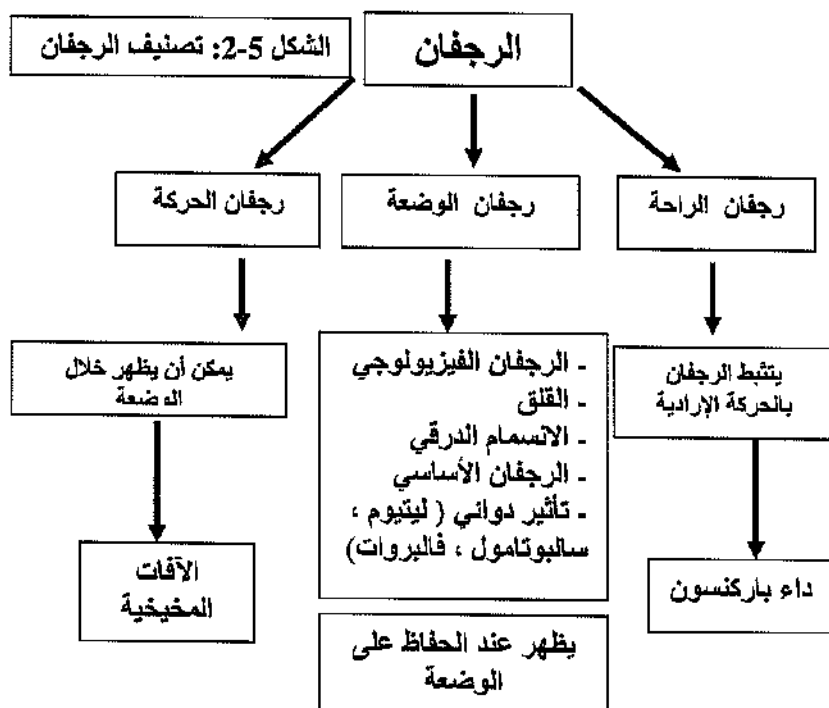 الشكل 5-2: تصنيف الرجفان
الرجفان
رجفان الراحة
رجفان الوضعة
رجفان الحركة
يتثبط الرجفان
بالحركة الإرادية
- الرجفان الفيزيولوجي
- القلق
- الانسمام الدرقي
- الرجفان الأساسي
- تأثير دوائي ( ليتيوم ،
سالبوتامول ، فالبروات)
يمكن أن يظهر خلال
الوضعة
داء باركنسون
يظهر عند الحفاظ على
الوضعة
الآفات
المخيخية